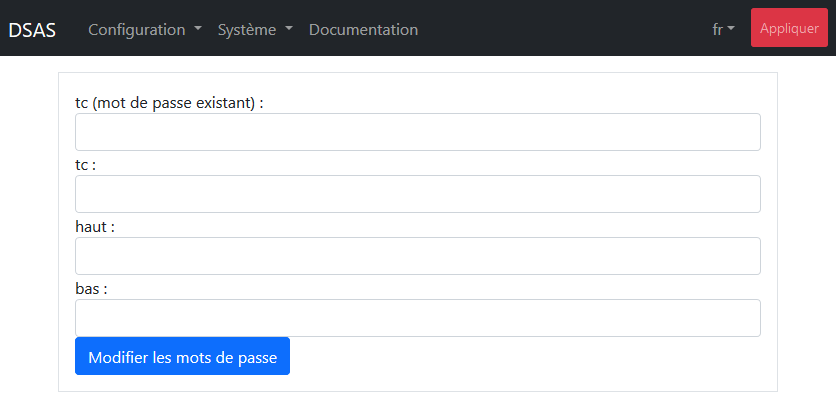 DSAS Configuration Système Documentation fr Appliquer
tc (mot de passe existant) :
tc :
haut :
bas :
Modifier les mots de passe